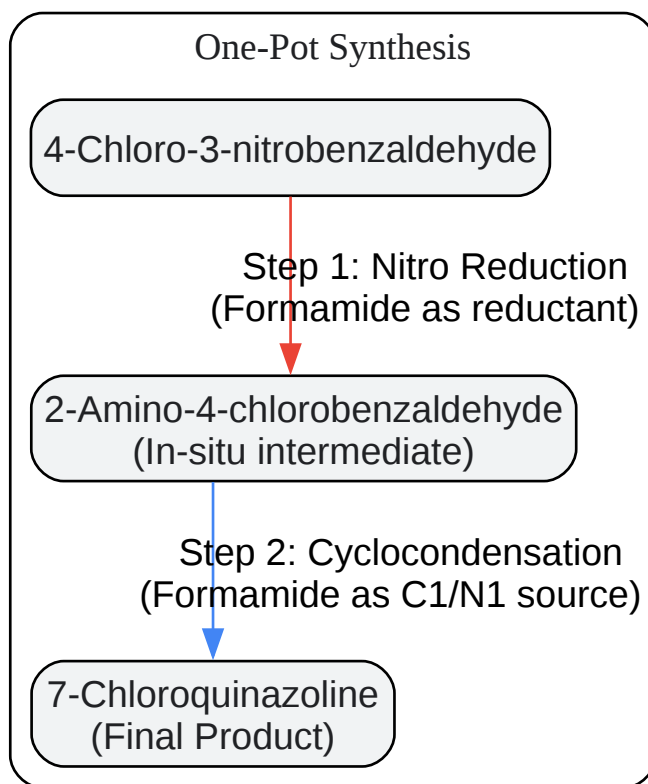 One-Pot Synthesis
4-Chloro-3-nitrobenzaldehyde
Step 1: Nitro Reduction
(Formamide as reductant)
2-Amino-4-chlorobenzaldehyde
(In-situ intermediate)
Step 2: Cyclocondensation
(Formamide as C1/N1 source)
7-Chloroquinazoline
(Final Product)